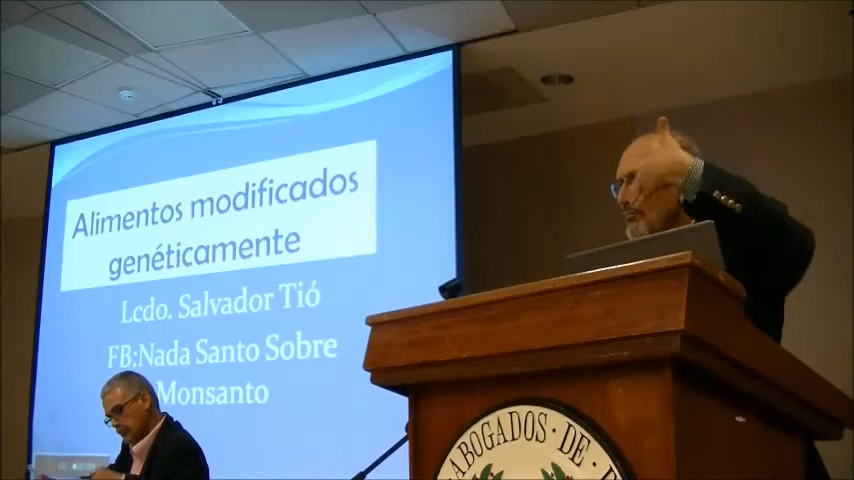 Alimentos modificados
genéticamente
Lcdo. Salvador Tió
FB:Nada Santo Sobre
Monsanto
ABOGADOS · DE ·